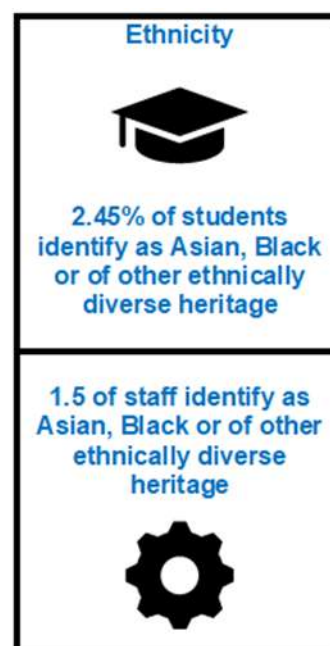 Ethnicity
2.45% of students
identify as Asian, Black
or of other ethnically
diverse heritage
1.5 of staff identify as
Asian, Black or of other
ethnically diverse
heritage